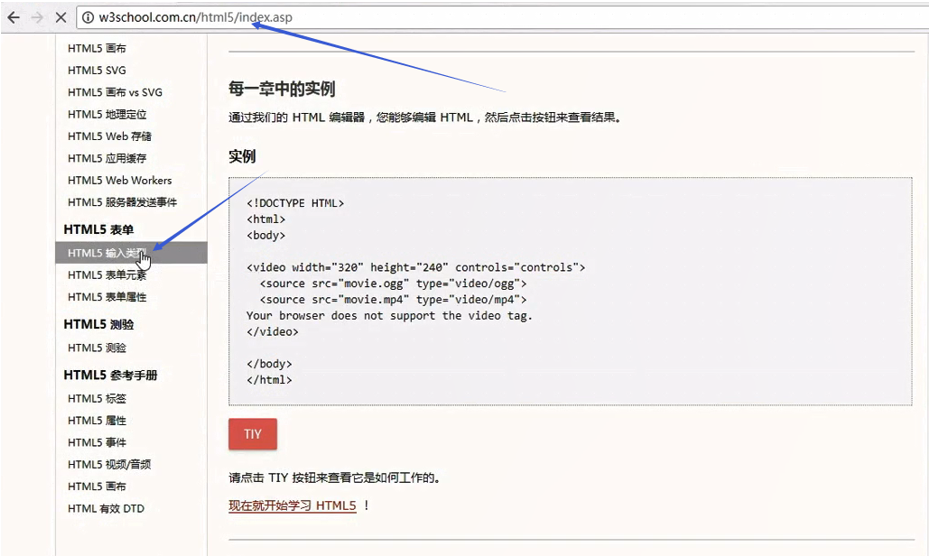 w3school.com.cn/html5/index.asp
HTML5 画布
HTML5 SVG
HTML5 画布 vs SVG
HTML5 地理定位
HTML5 Web 存储
HTML5 应用缓存
HTML5 Web Workers
HTML5 服务器发送事件
HTML5 表单
HTML5 输入类型
HTML5 表单元素
HTML5 表单属性
HTML5 测验
HTML5 测验
HTML5 参考手册
HTML5 标签
HTML5 属性
HTML5 事件
HTML5 视频/音频
HTML5 画布
HTML 有效 DTD
每一章中的实例
通过我们的 HTML 编辑器，您能够编辑 HTML，然后点击按钮来查看结果。
实例
<!DOCTYPE HTML>
<html>
<body>
<video width="320" height="240" controls="controls">
<source src="movie.ogg" type="video/ogg">
<source src="movie.mp4" type="video/mp4">
Your browser does not support the video tag.
</video>
</body>
</html>
TIY
请点击 TIY 按钮来查看它是如何工作的。
现在就开始学习 HTML5 ！